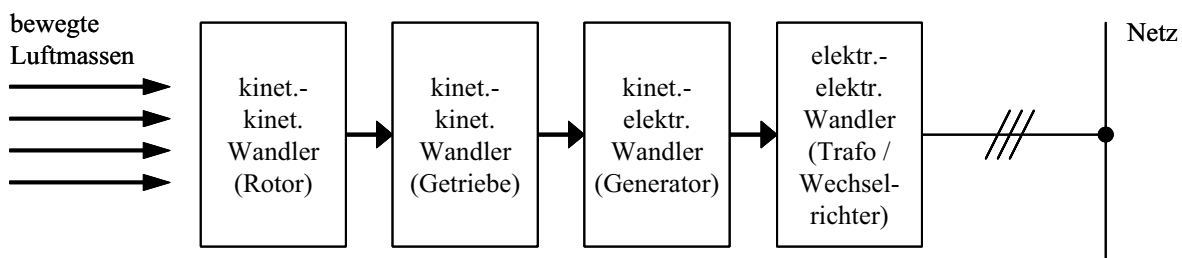 bewegte
Luftmassen
kinet.-
kinet.
Wandler
(Rotor)
kinet.-
kinet.
Wandler
(Getriebe)
kinet.-
elektr.
Wandler
(Generator)
elektr.-
elektr.
Wandler
(Trafo /
Wechsel-
richter)
Netz